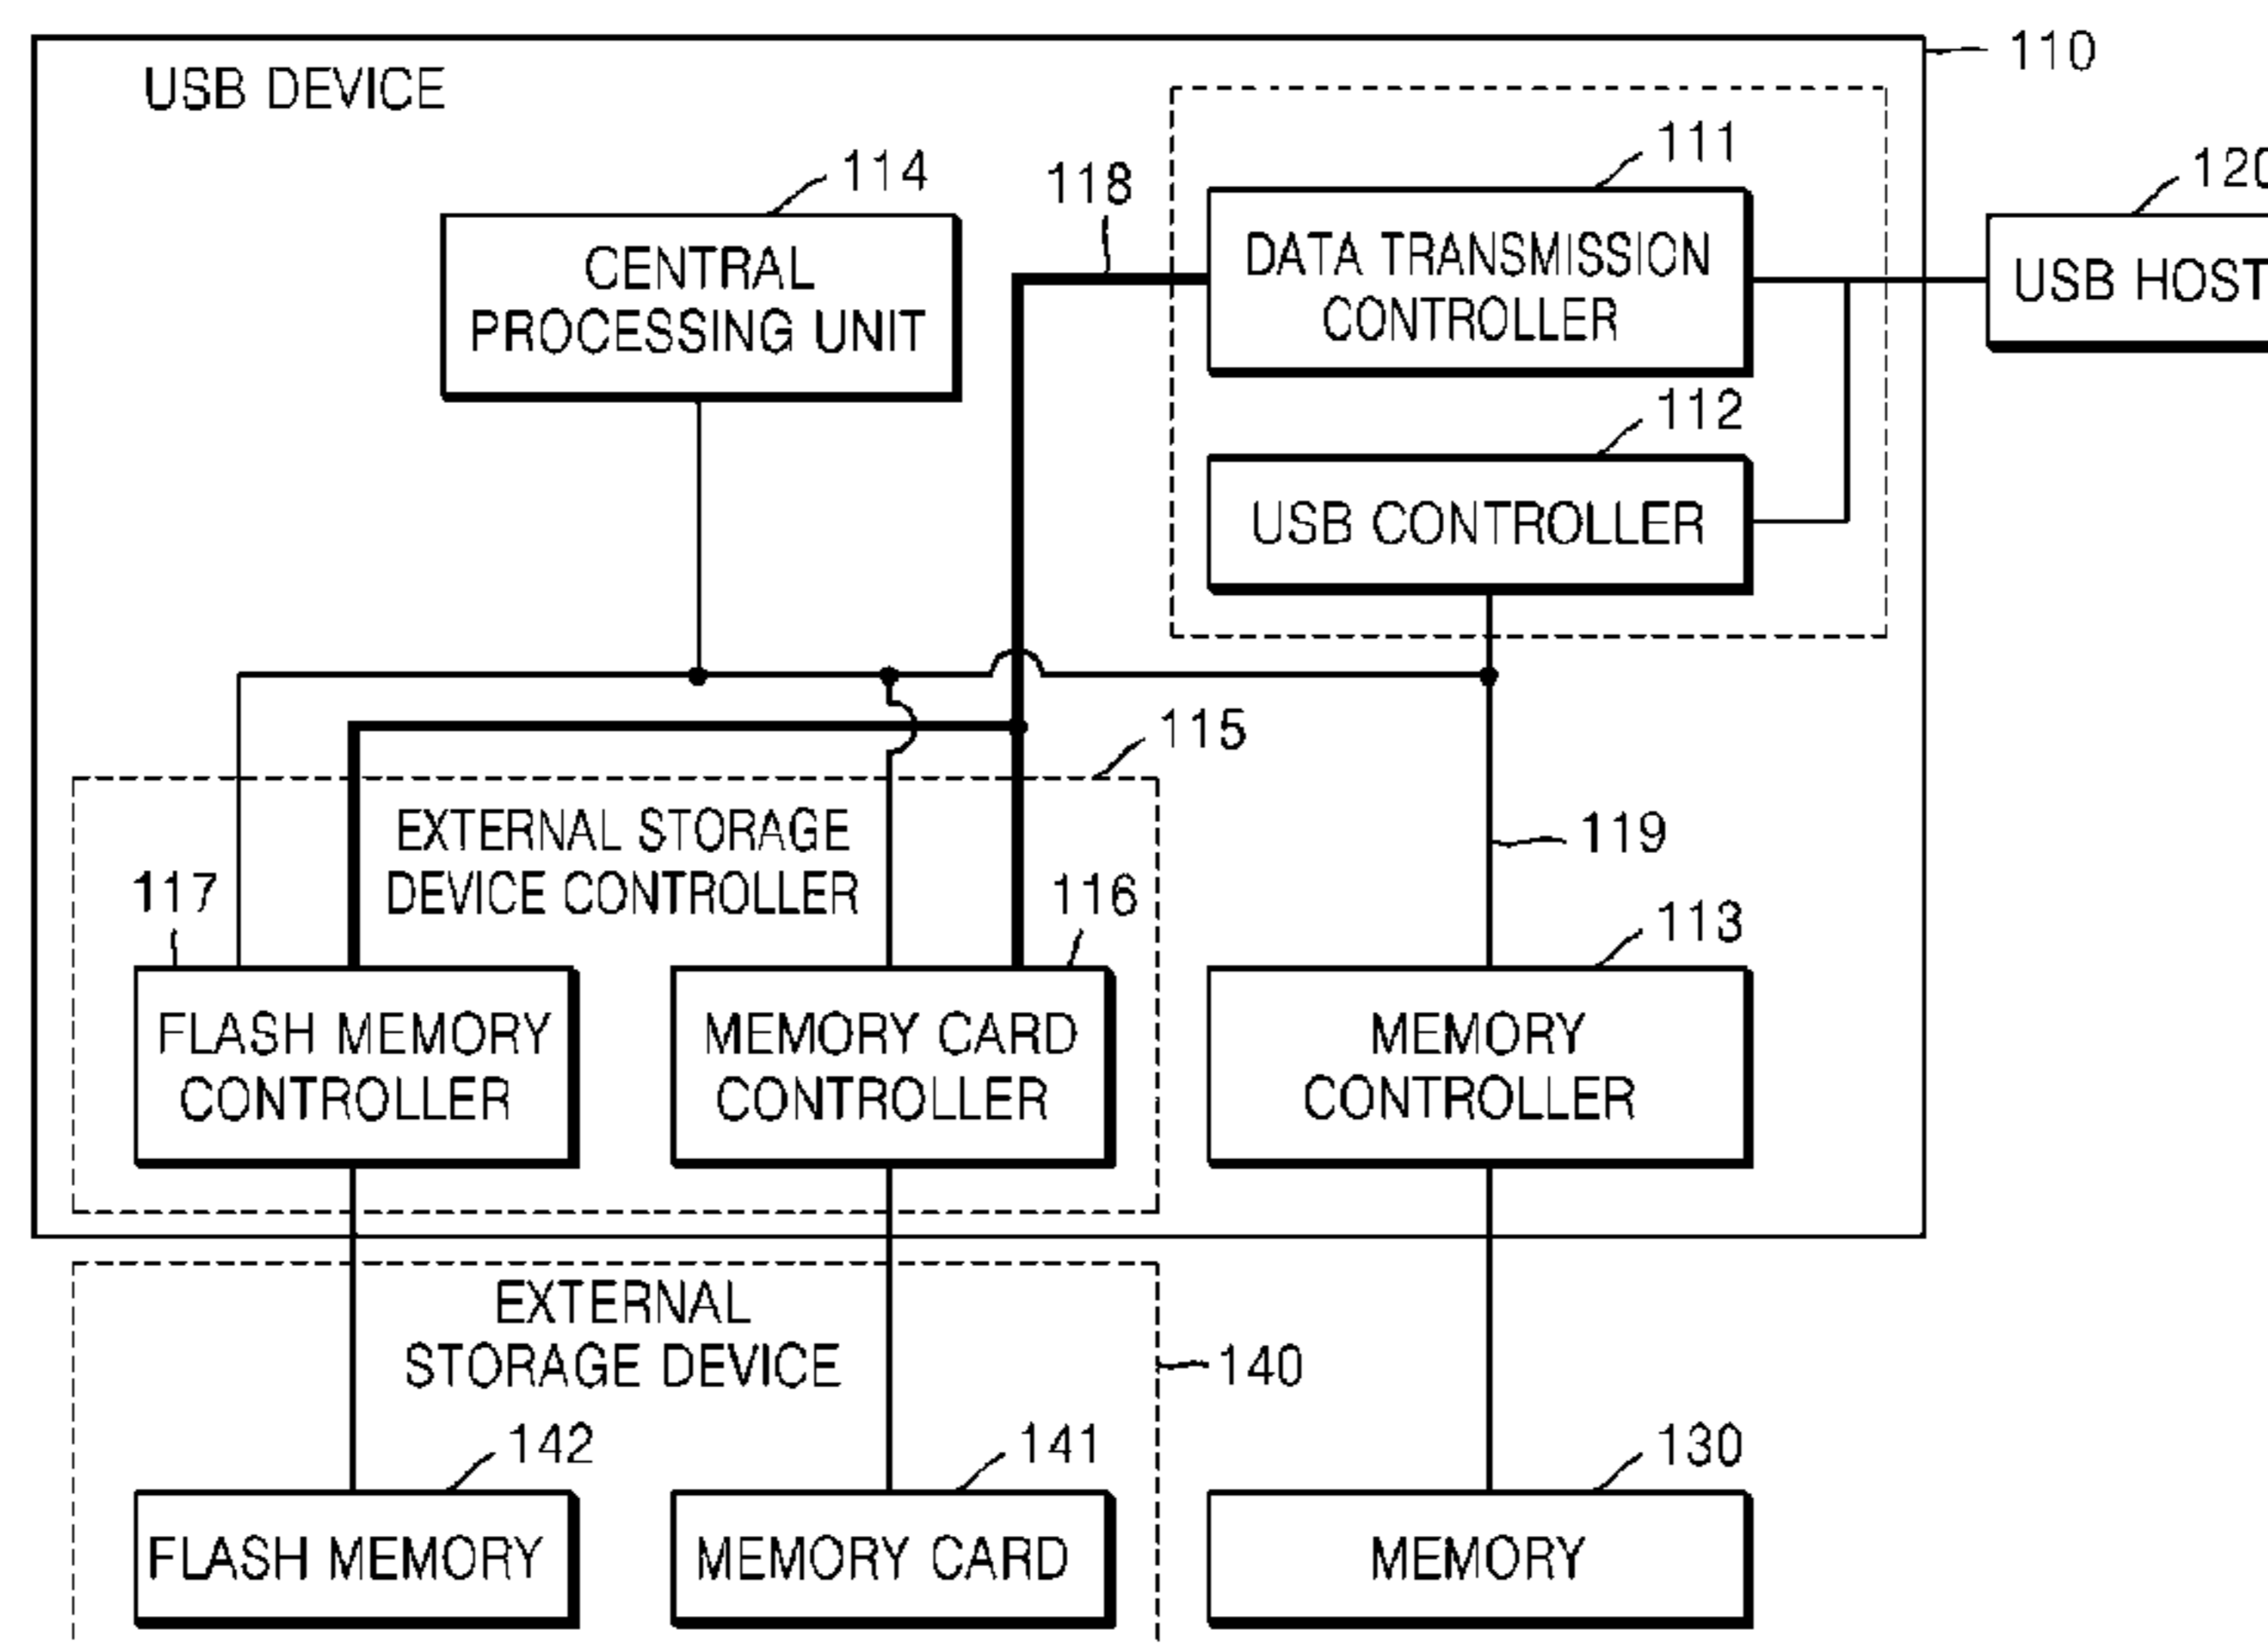 110
USB DEVICE
111
114
118
120
CENTRAL
PROCESSING UNIT
DATA TRANSMISSION
CONTROLLER
USB HOST
112
USB CONTROLLER
115
EXTERNAL STORAGE
DEVICE CONTROLLER
119
117
116
113
FLASH MEMORY
CONTROLLER
MEMORY CARD
CONTROLLER
MEMORY
CONTROLLER
EXTERNAL
STORAGE DEVICE
140
142
141
130
FLASH MEMORY
MEMORY CARD
MEMORY